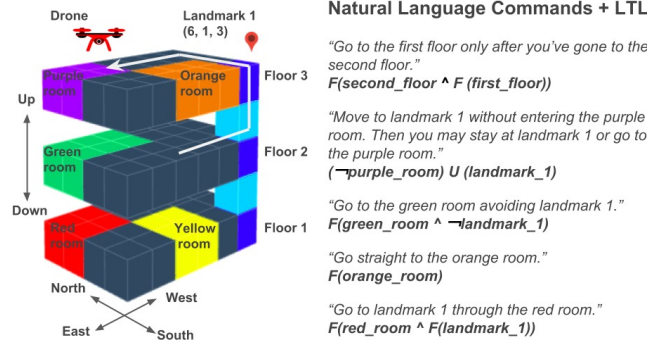 Drone
Landmark 1
(6, 1, 3)
Purple
room
Orange
room
Floor 3
Up
Green
room
Floor 2
Down
Red
room
Yellow
room
Floor 1
North
West
East
South
Natural Language Commands + LTL
“Go to the first floor only after you’ve gone to the
second floor.”
F(second_floor ^ F (first_floor))
“Move to landmark 1 without entering the purple
room. Then you may stay at landmark 1 or go to
the purple room.”
(¬purple_room) U (landmark_1)
“Go to the green room avoiding landmark 1.”
F(green_room ^ ¬landmark_1)
“Go straight to the orange room.”
F(orange_room)
“Go to landmark 1 through the red room.”
F(red_room ^ F(landmark_1))